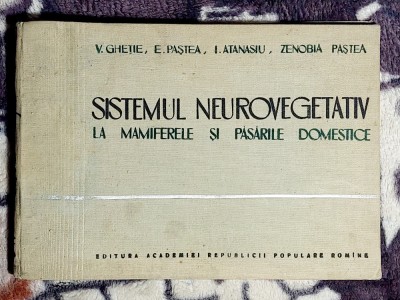 V. GHEȚIE, E. PAȘTEA, I. ATANASIU, ZENOBIA PAȘTEA
SISTEMUL NEUROVEGETATIV
LA MAMIFERELE ȘI PĂSĂRILE DOMESTICE
EDITURA ACADEMIEI REPUBLICII POPULARE ROMÎNE